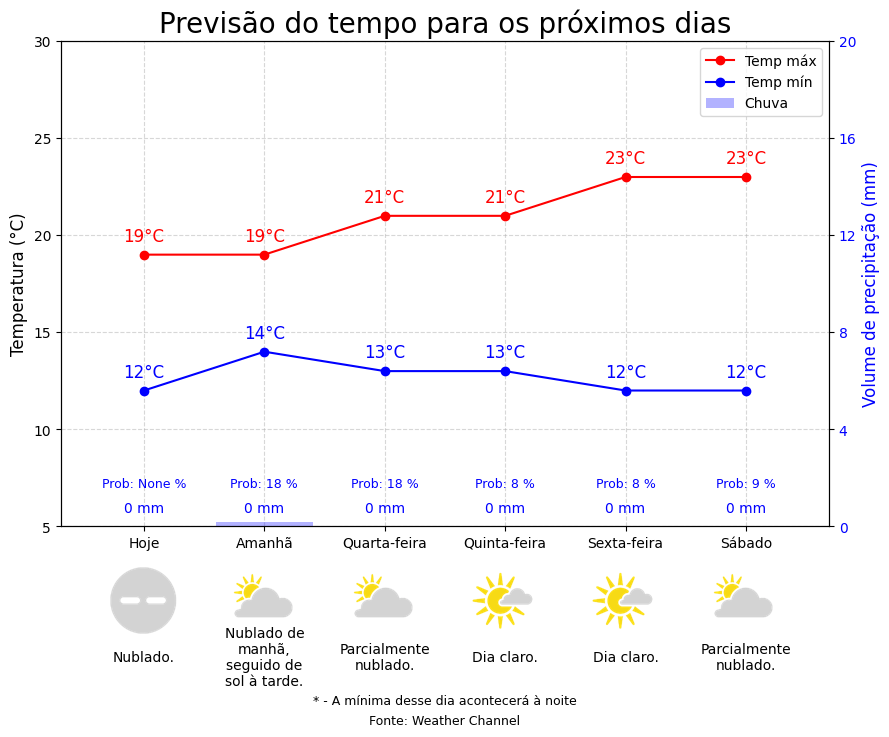 Previsão do tempo para os próximos dias
Temp máx
Temp mín
Chuva
Temperatura (°C)
Volume de precipitação (mm)
30
25
20
15
10
5
20
16
12
8
4
0
19°C 19°C 21°C 21°C 23°C 23°C
12°C 14°C 13°C 13°C 12°C 12°C
Prob: None % Prob: 18 % Prob: 18 % Prob: 8 % Prob: 8 % Prob: 9 %
0 mm 0 mm 0 mm 0 mm 0 mm 0 mm
Hoje Amanhã Quarta-feira Quinta-feira Sexta-feira Sábado
Nublado.
Nublado de
manhã,
seguido de
sol à tarde.
Parcialmente
nublado.
Dia claro.
Dia claro.
Parcialmente
nublado.
* - A mínima desse dia acontecerá à noite
Fonte: Weather Channel